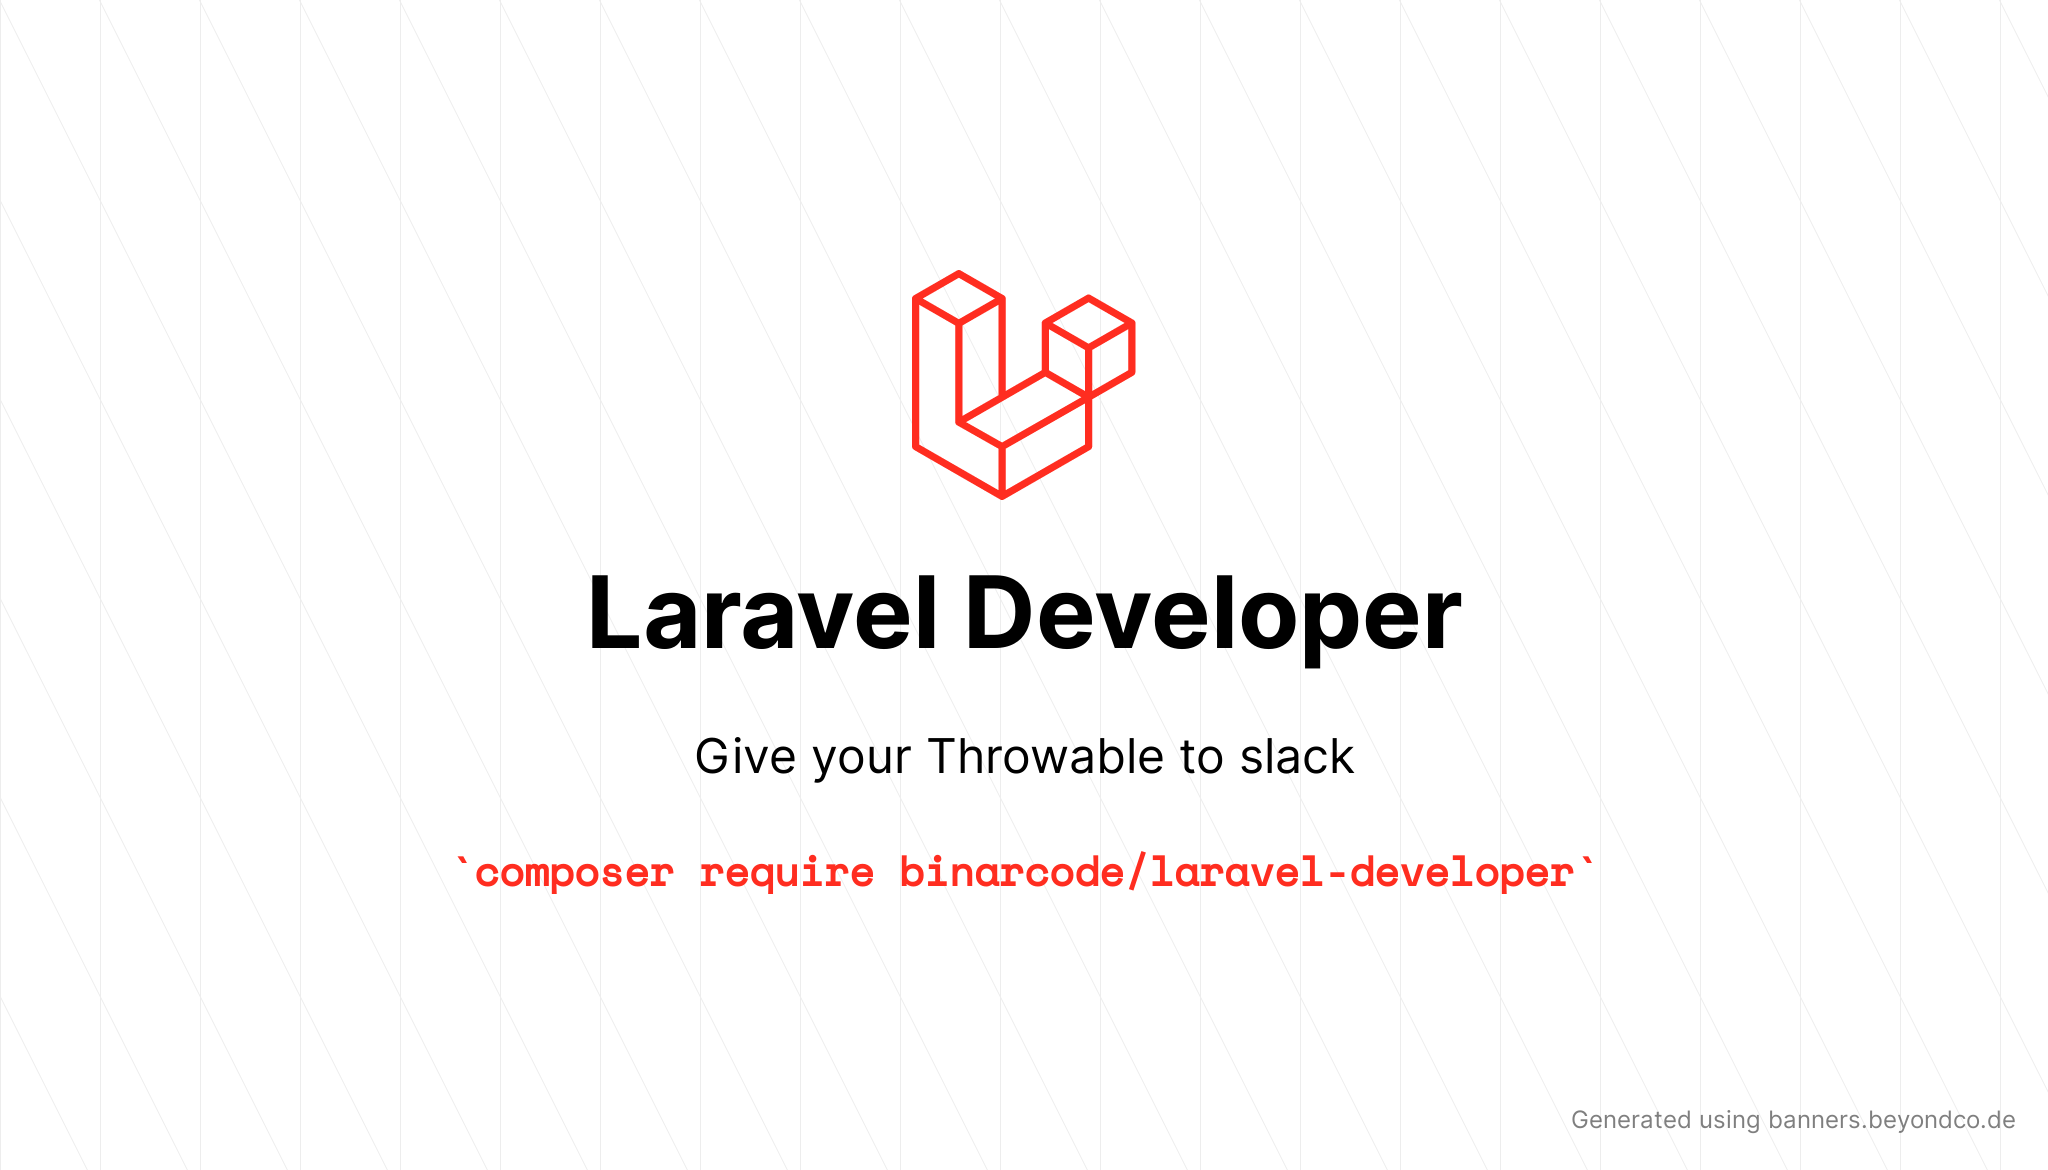 Laravel Developer
Give your Throwable to slack
`composer require binarcode/laravel-developer`
Generated using banners.beyondco.de